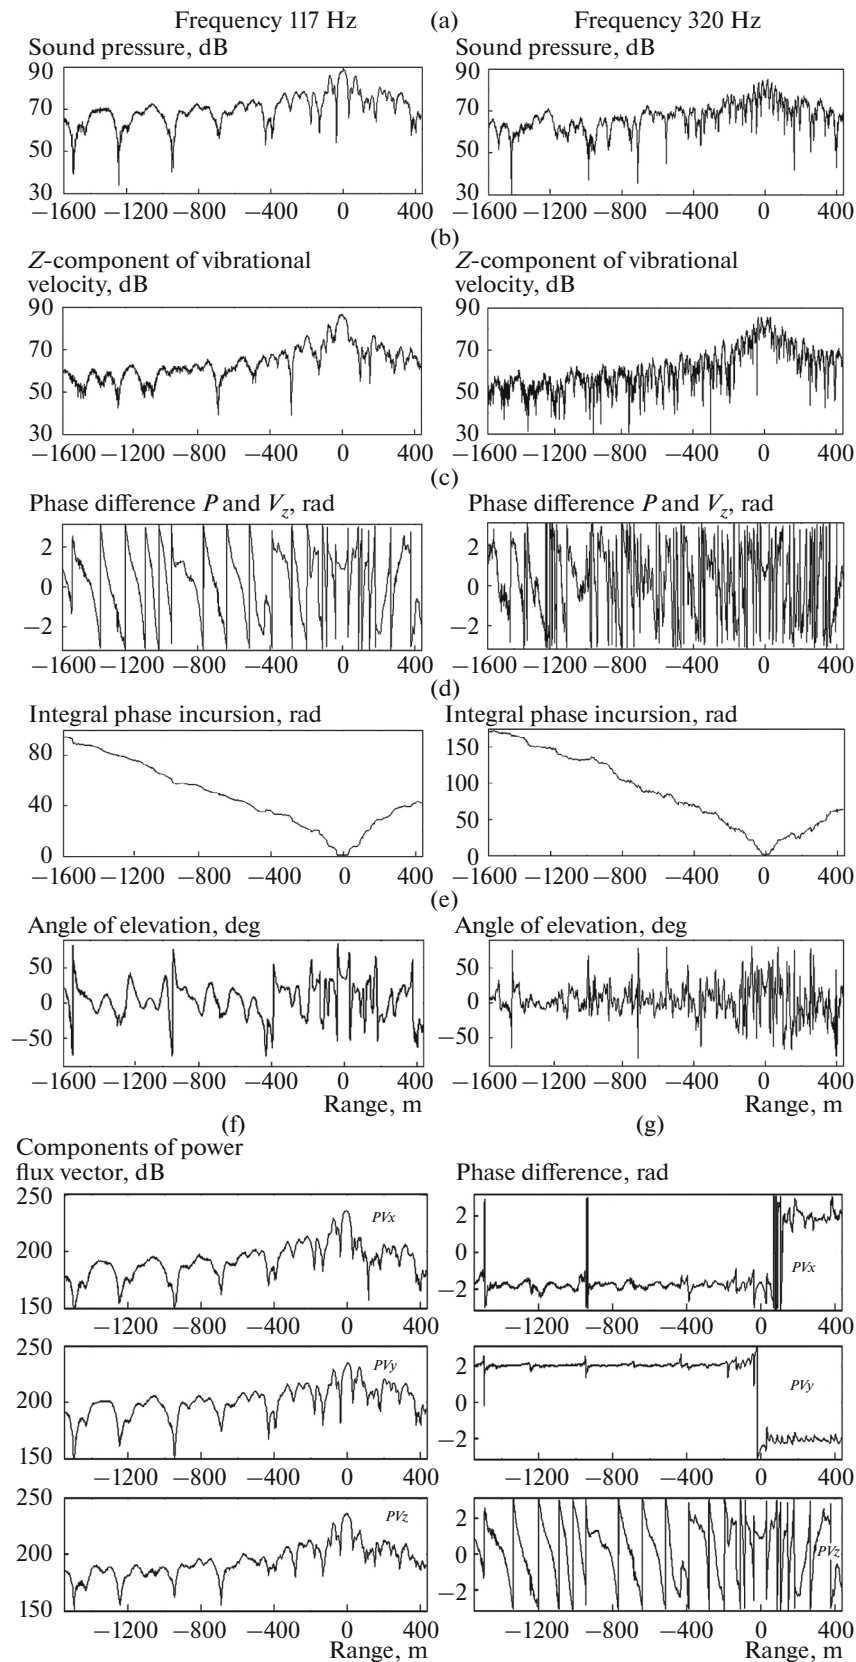 Frequency 117 Hz (a) Frequency 320 Hz
Sound pressure, dB Sound pressure, dB
90 90
70 70
50 50
30 30
−1600 −1200 −800 −400 0 400 −1600 −1200 −800 −400 0 400
(b)
Z-component of vibrational Z-component of vibrational
velocity, dB velocity, dB
90 90
70 70
50 50
30 30
−1600 −1200 −800 −400 0 400 −1600 −1200 −800 −400 0 400
(c)
Phase difference P and Vz, rad Phase difference P and Vz, rad
2 2
0 0
−2 −2
−1600 −1200 −800 −400 0 400 −1600 −1200 −800 −400 0 400
(d)
Integral phase incursion, rad Integral phase incursion, rad
80 150
40 100
0 50
0
−1600 −1200 −800 −400 0 400 −1600 −1200 −800 −400 0 400
(e)
Angle of elevation, deg Angle of elevation, deg
50 50
0 0
−50 −50
−1600 −1200 −800 −400 0 400 −1600 −1200 −800 −400 0 400
Range, m Range, m
(f) (g)
Components of power
flux vector, dB Phase difference, rad
250 2
200 PVx 0
150 −2 PVx
−1200 −800 −400 0 400 −1200 −800 −400 0 400
250 2
200 PVy 0 PVy
150 −2
−1200 −800 −400 0 400 −1200 −800 −400 0 400
250 2
200 PVz 0 PVz
150 −2
−1200 −800 −400 0 400 −1200 −800 −400 0 400
Range, m Range, m